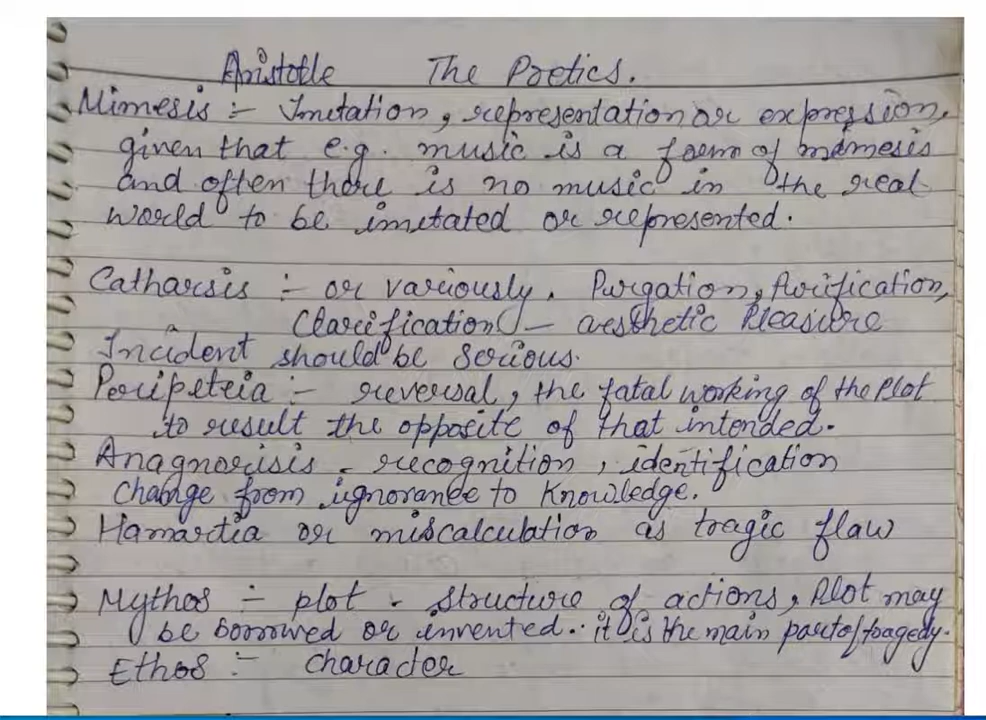 Aristotle The Poetics.
Mimesis :- Imitation, representation or expression,
given that e.g. music is a form of mimesis
and often there is no music in the real
world to be imitated or represented.
Catharsis :- or variously, Purgation, Purification,
Clarification - aesthetic Pleasure
Incident should be serious.
Peripeteia :- reversal, the fatal working of the Plot
to result the opposite of that intended.
Anagnorisis - recognition, identification
change from ignorance to Knowledge.
Hamartia or miscalculation as tragic flaw
Mythos :- plot - structure of actions, Plot may
be borrowed or invented. it is the main part of tragedy.
Ethos :- character